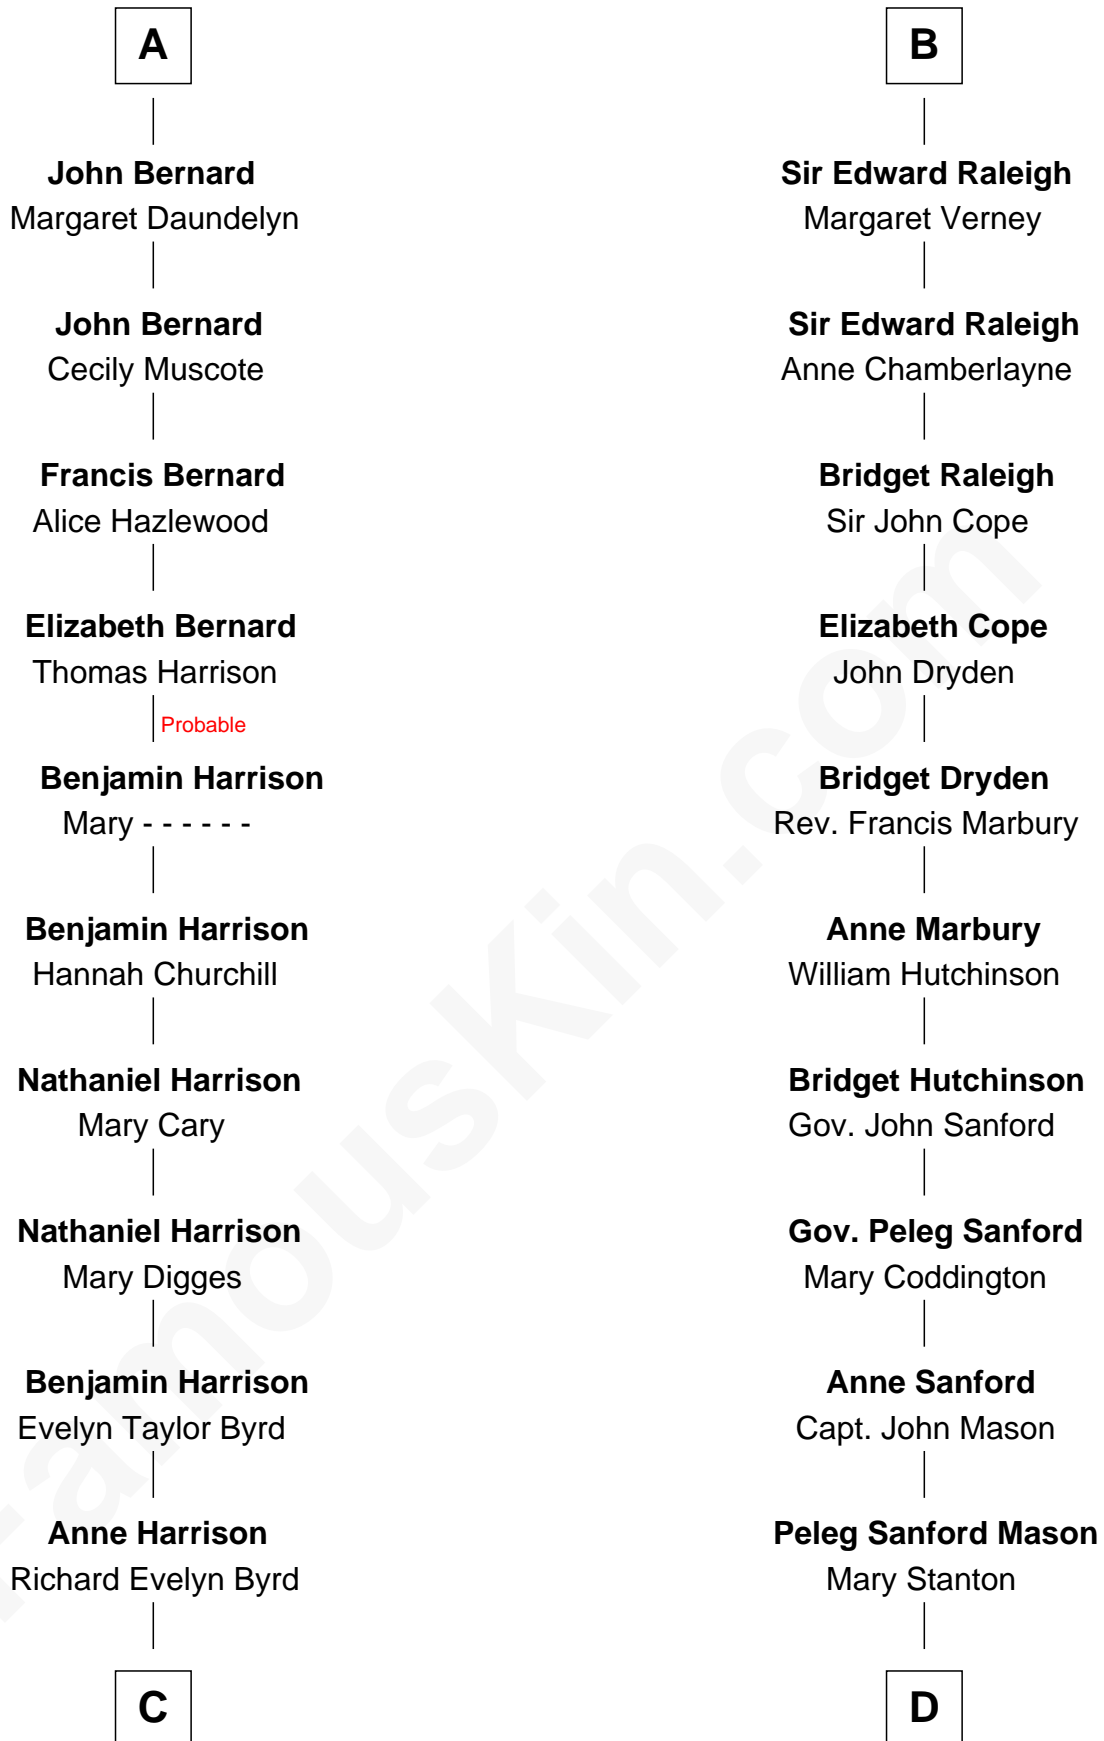 A
John Bernard
Margaret Daundelyn
John Bernard
Cecily Muscote
Francis Bernard
Alice Hazlewood
Elizabeth Bernard
Thomas Harrison
Probable
Benjamin Harrison
Mary - - - - - -
Benjamin Harrison
Hannah Churchill
Nathaniel Harrison
Mary Cary
Nathaniel Harrison
Mary Digges
Benjamin Harrison
Evelyn Taylor Byrd
Anne Harrison
Richard Evelyn Byrd
C
B
Sir Edward Raleigh
Margaret Verney
Sir Edward Raleigh
Anne Chamberlayne
Bridget Raleigh
Sir John Cope
Elizabeth Cope
John Dryden
Bridget Dryden
Rev. Francis Marbury
Anne Marbury
William Hutchinson
Bridget Hutchinson
Gov. John Sanford
Gov. Peleg Sanford
Mary Coddington
Anne Sanford
Capt. John Mason
Peleg Sanford Mason
Mary Stanton
D
FamousKin.com